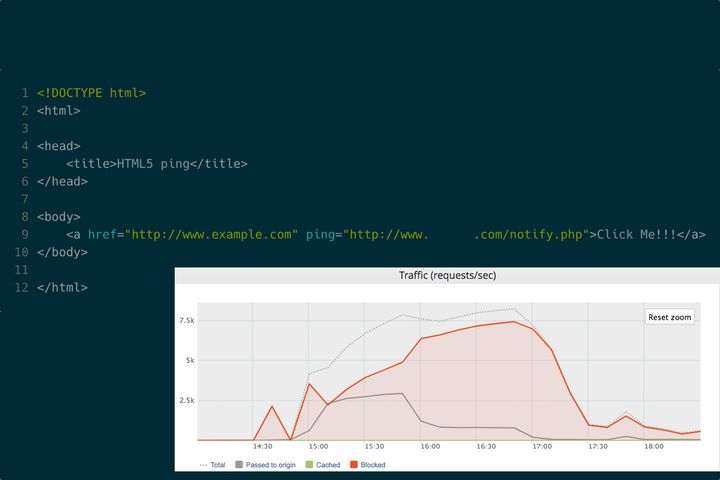 1 <!DOCTYPE html>
2 <html>
3
4 <head>
5 <title>HTML5 ping</title>
6 </head>
7
8 <body>
9 <a href="http://www.example.com" ping="http://www. .com/notify.php">Click Me!!!</a>
10 </body>
11
12 </html>
Traffic (requests/sec)
Reset zoom
7.5k
5k
2.5k
14:30 15:00 15:30 16:00 16:30 17:00 17:30 18:00
Total Passed to origin Cached Blocked